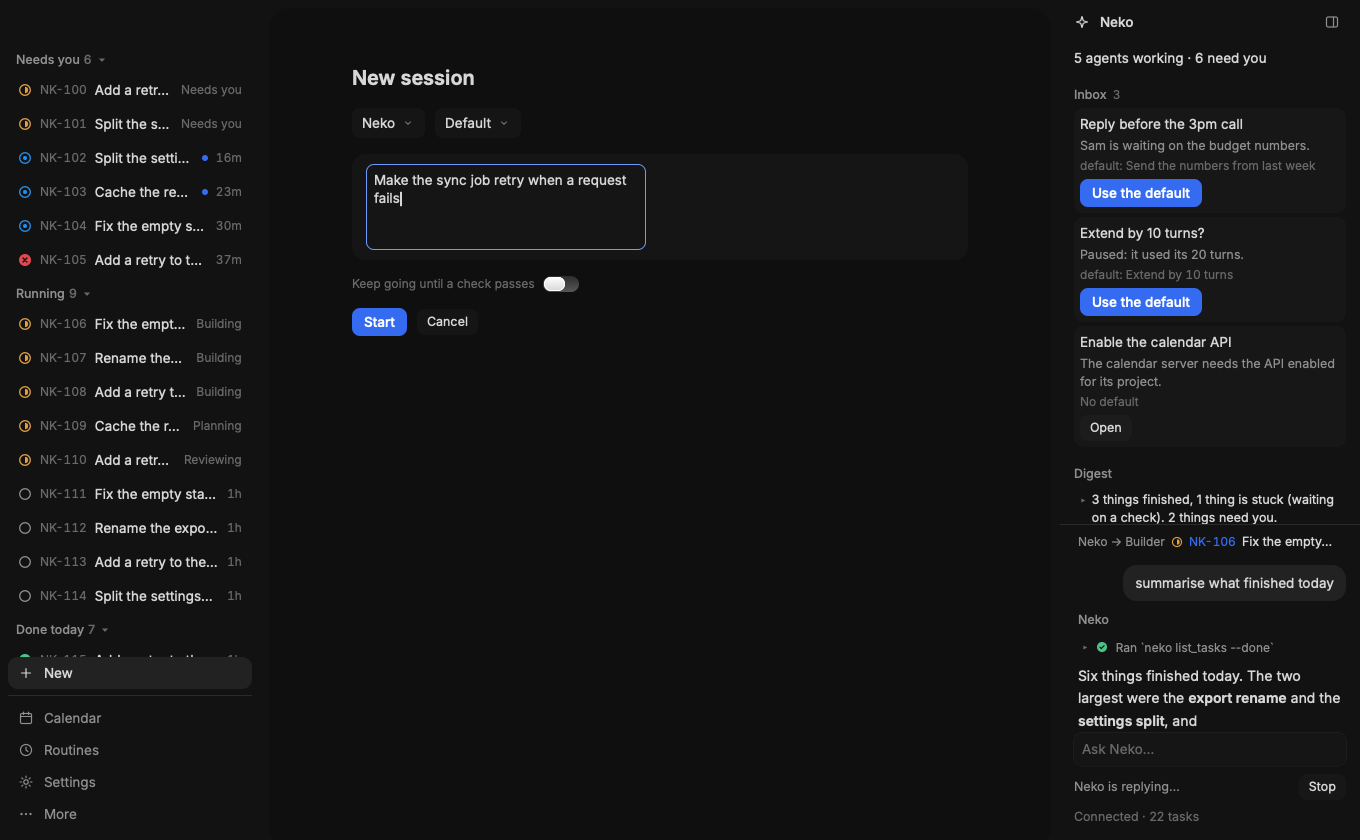 Needs you 6
NK-100 Add a retr... Needs you
NK-101 Split the s... Needs you
NK-102 Split the setti... 16m
NK-103 Cache the re... 23m
NK-104 Fix the empty s... 30m
NK-105 Add a retry to t... 37m
Running 9
NK-106 Fix the empt... Building
NK-107 Rename the... Building
NK-108 Add a retry t... Building
NK-109 Cache the r... Planning
NK-110 Add a retr... Reviewing
NK-111 Fix the empty sta... 1h
NK-112 Rename the expo... 1h
NK-113 Add a retry to the... 1h
NK-114 Split the settings... 1h
Done today 7
New
Calendar
Routines
Settings
More
New session
Neko Default
Make the sync job retry when a request
fails
Keep going until a check passes
Start Cancel
Neko
5 agents working · 6 need you
Inbox 3
Reply before the 3pm call
Sam is waiting on the budget numbers.
default: Send the numbers from last week
Use the default
Extend by 10 turns?
Paused: it used its 20 turns.
default: Extend by 10 turns
Use the default
Enable the calendar API
The calendar server needs the API enabled
for its project.
No default
Open
Digest
3 things finished, 1 thing is stuck (waiting
on a check). 2 things need you.
Neko → Builder NK-106 Fix the empty...
summarise what finished today
Neko
Ran `neko list_tasks --done`
Six things finished today. The two
largest were the export rename and the
settings split, and
Ask Neko...
Neko is replying... Stop
Connected · 22 tasks